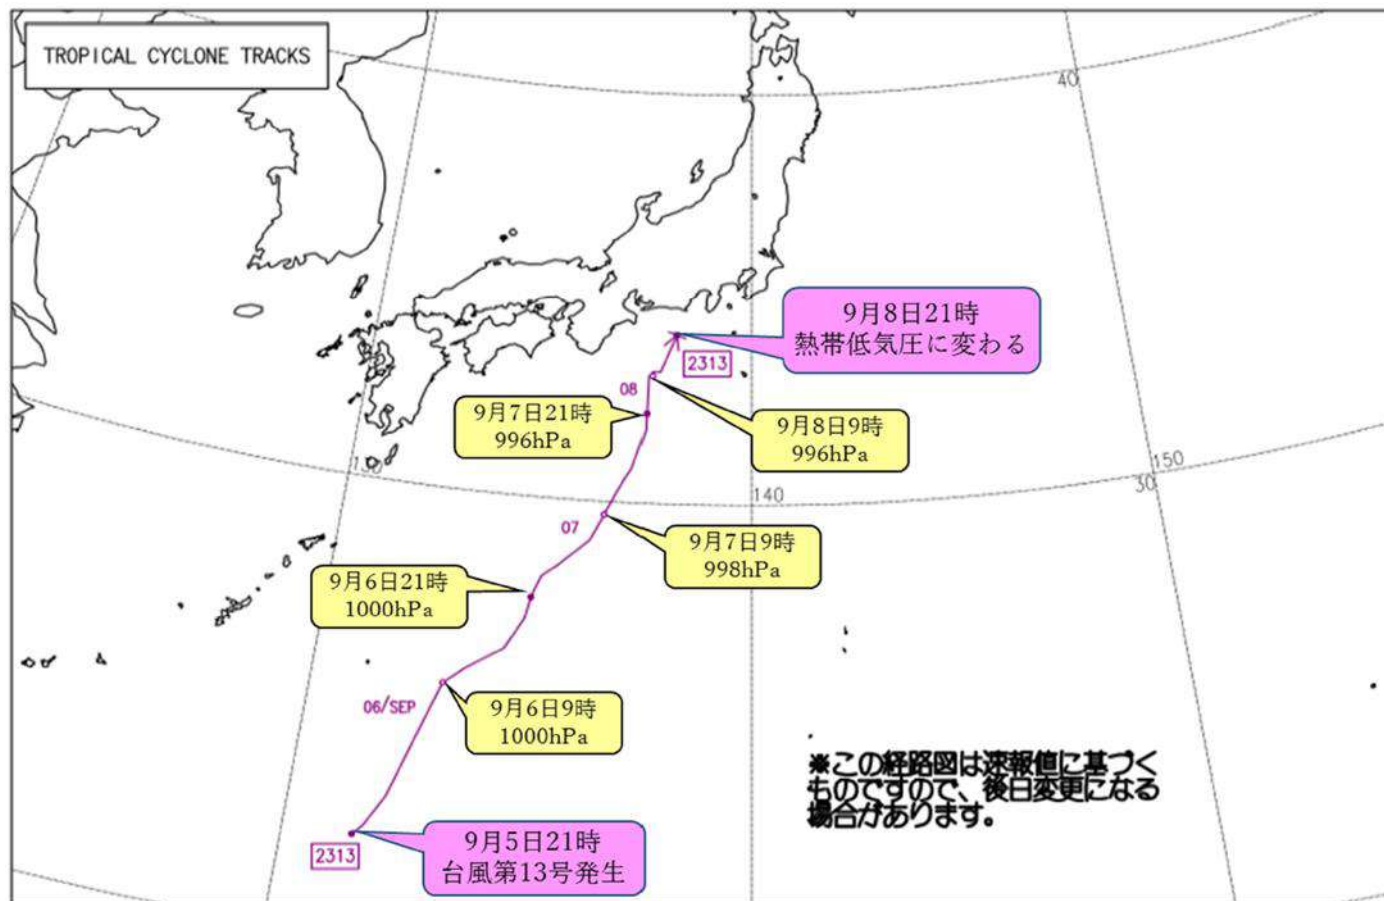 TROPICAL CYCLONE TRACKS
40
9月8日21時
熱帯低気圧に変わる
2313
08
9月7日21時
996hPa
9月8日9時
996hPa
130
150
30
140
07
9月7日9時
998hPa
9月6日21時
1000hPa
06/SEP
9月6日9時
1000hPa
※この経路図は速報値に基づく
ものですので、後日変更になる
場合があります。
9月5日21時
台風第13号発生
2313